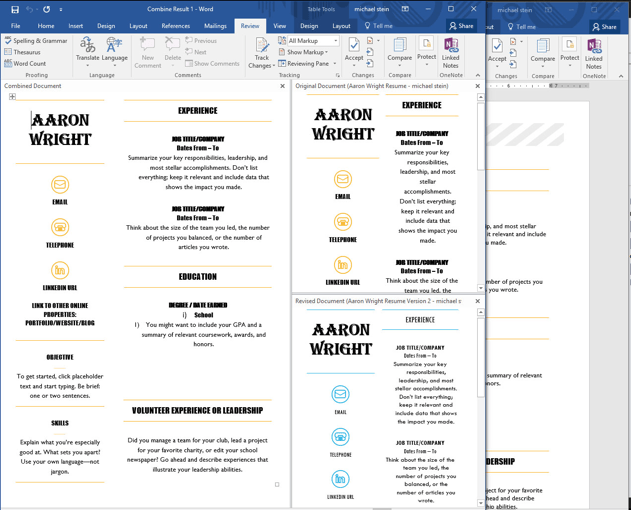 Combine Result 1 - Word
Table Tools
michael stein
File
Home
Insert
Design
Layout
References
Mailings
Review
View
Design
Layout
Tell me
Share
Spelling & Grammar
Thesaurus
Word Count
Proofing
Translate
Language
Language
New
Comment
Delete
Previous
Next
Show Comments
Comments
Track
Changes
All Markup
Show Markup
Reviewing Pane
Tracking
Accept
Changes
Compare
Compare
Protect
Linked
Notes
OneNote
michael stein
Tell me
Share
Accept
Changes
Compare
Compare
Protect
Linked
Notes
OneNote
Combined Document
AARON
WRIGHT
EMAIL
TELEPHONE
LINKEDIN URL
LINK TO OTHER ONLINE
PROPERTIES:
PORTFOLIO/WEBSITE/BLOG
OBJECTIVE
To get started, click placeholder
text and start typing. Be brief:
one or two sentences.
SKILLS
Explain what you're especially
good at. What sets you apart?
Use your own language—not
jargon.
EXPERIENCE
JOB TITLE/COMPANY
Dates From – To
Summarize your key responsibilities, leadership, and
most stellar accomplishments. Don't list
everything; keep it relevant and include data that
shows the impact you made.
JOB TITLE/COMPANY
Dates From – To
Think about the size of the team you led, the number
of projects you balanced, or the number of
articles you wrote.
EDUCATION
DEGREE / DATE EARNED
i) School
1) You might want to include your GPA and a
summary of relevant coursework, awards, and
honors.
VOLUNTEER EXPERIENCE OR LEADERSHIP
Did you manage a team for your club, lead a project
for your favorite charity, or edit your school
newspaper? Go ahead and describe experiences that
illustrate your leadership abilities.
Original Document (Aaron Wright Resume - michael stein)
AARON
WRIGHT
EMAIL
TELEPHONE
LINKEDIN URL
EXPERIENCE
JOB TITLE/COMPANY
Dates From – To
Summarize your key
responsibilities,
leadership, and most
stellar
accomplishments.
Don't list everything;
keep it relevant and
include data that
shows the impact you
made.
JOB TITLE/COMPANY
Dates From – To
Think about the size of the
team you led, the
Revised Document (Aaron Wright Resume Version 2 - michael s
AARON
WRIGHT
EMAIL
TELEPHONE
LINKEDIN URL
EXPERIENCE
JOB TITLE/COMPANY
Dates From – To
Summarize your key
responsibilities,
leadership, and most
stellar accomplishments.
Don't list everything;
keep it relevant and
include data that shows
the impact you made.
JOB TITLE/COMPANY
Dates From – To
Think about the size of the
team you led, the
number of projects you
balanced, or the
number of articles you
wrote.
6
7
and most stellar
it relevant and include
made.
number of projects you
you wrote.
summary of relevant
honors.
DERSHIP
ject for your favorite
head and describe
ship abilities.